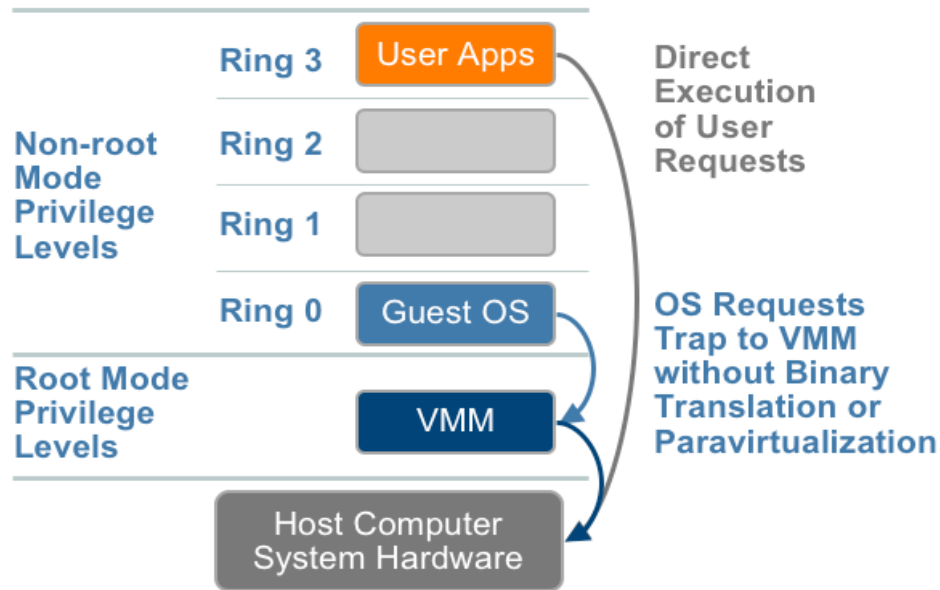 Ring 3
User Apps
Direct
Execution
of User
Requests
Non-root
Mode
Privilege
Levels
Ring 2
Ring 1
Ring 0
Guest OS
OS Requests
Trap to VMM
without Binary
Translation or
Paravirtualization
Root Mode
Privilege
Levels
VMM
Host Computer
System Hardware